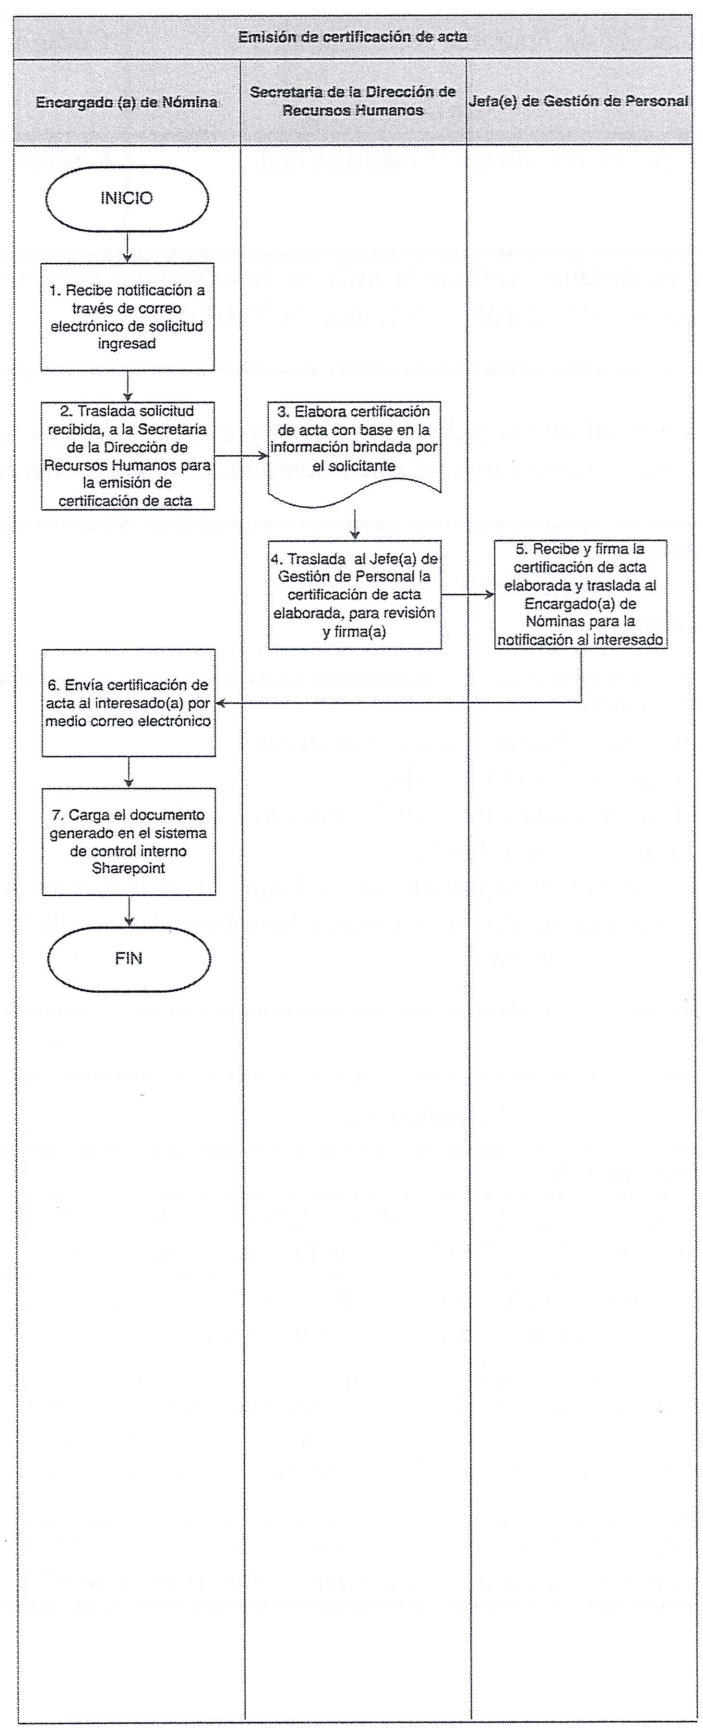 Emisión de certificación de acta
Encargado (a) de Nómina
Secretaria de la Dirección de
Recursos Humanos
Jefa(e) de Gestión de Personal
INICIO
1. Recibe notificación a
través de correo
electrónico de solicitud
ingresad
2. Traslada solicitud
recibida, a la Secretaria
de la Dirección de
Recursos Humanos para
la emisión de
certificación de acta
3. Elabora certificación
de acta con base en la
información brindada por
el solicitante
4. Traslada al Jefe(a) de
Gestión de Personal la
certificación de acta
elaborada, para revisión
y firma(a)
5. Recibe y firma la
certificación de acta
elaborada y traslada al
Encargado(a) de
Nóminas para la
notificación al interesado
6. Envía certificación de
acta al interesado(a) por
medio correo electrónico
7. Carga el documento
generado en el sistema
de control interno
Sharepoint
FIN